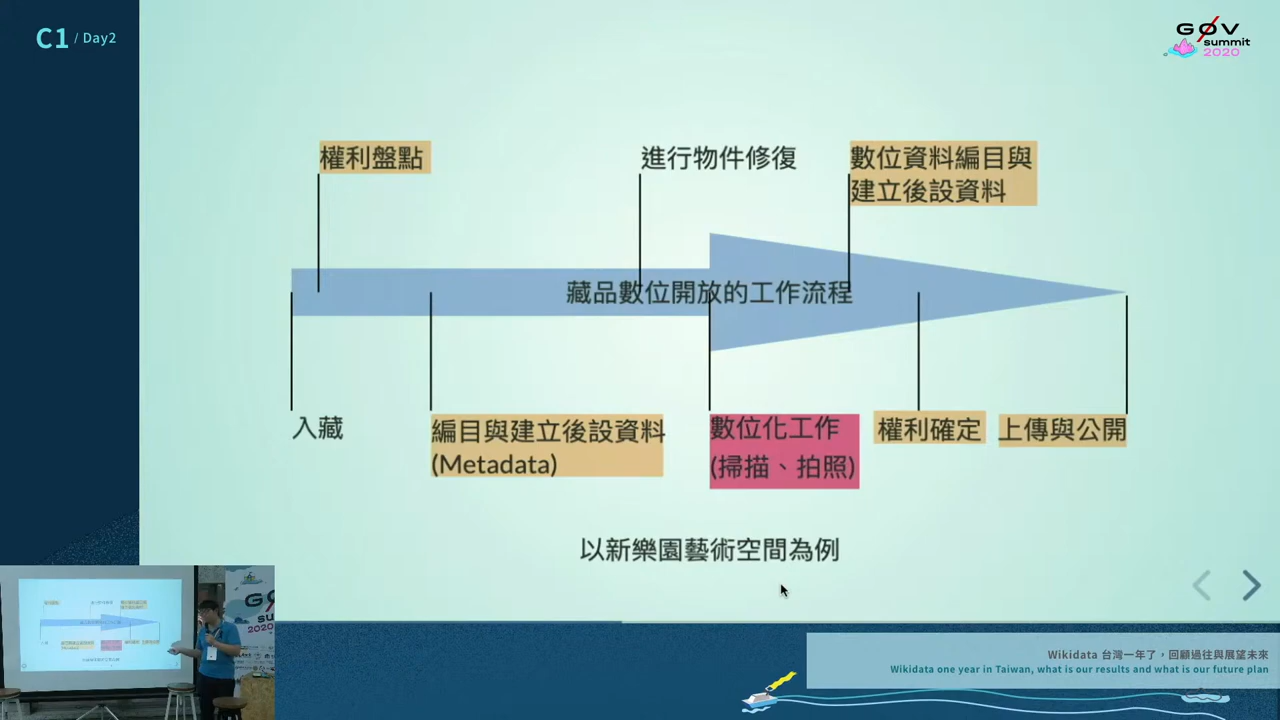 C1 / Day2
G0V
summit
2020
權利盤點
進行物件修復
數位資料編目與
建立後設資料
藏品數位開放的工作流程
入藏
編目與建立後設資料
(Metadata)
數位化工作
(掃描、拍照)
權利確定
上傳與公開
以新樂園藝術空間為例
Wikidata 台灣一年了，回顧過往與展望未來
Wikidata one year in Taiwan, what is our results and what is our future plan